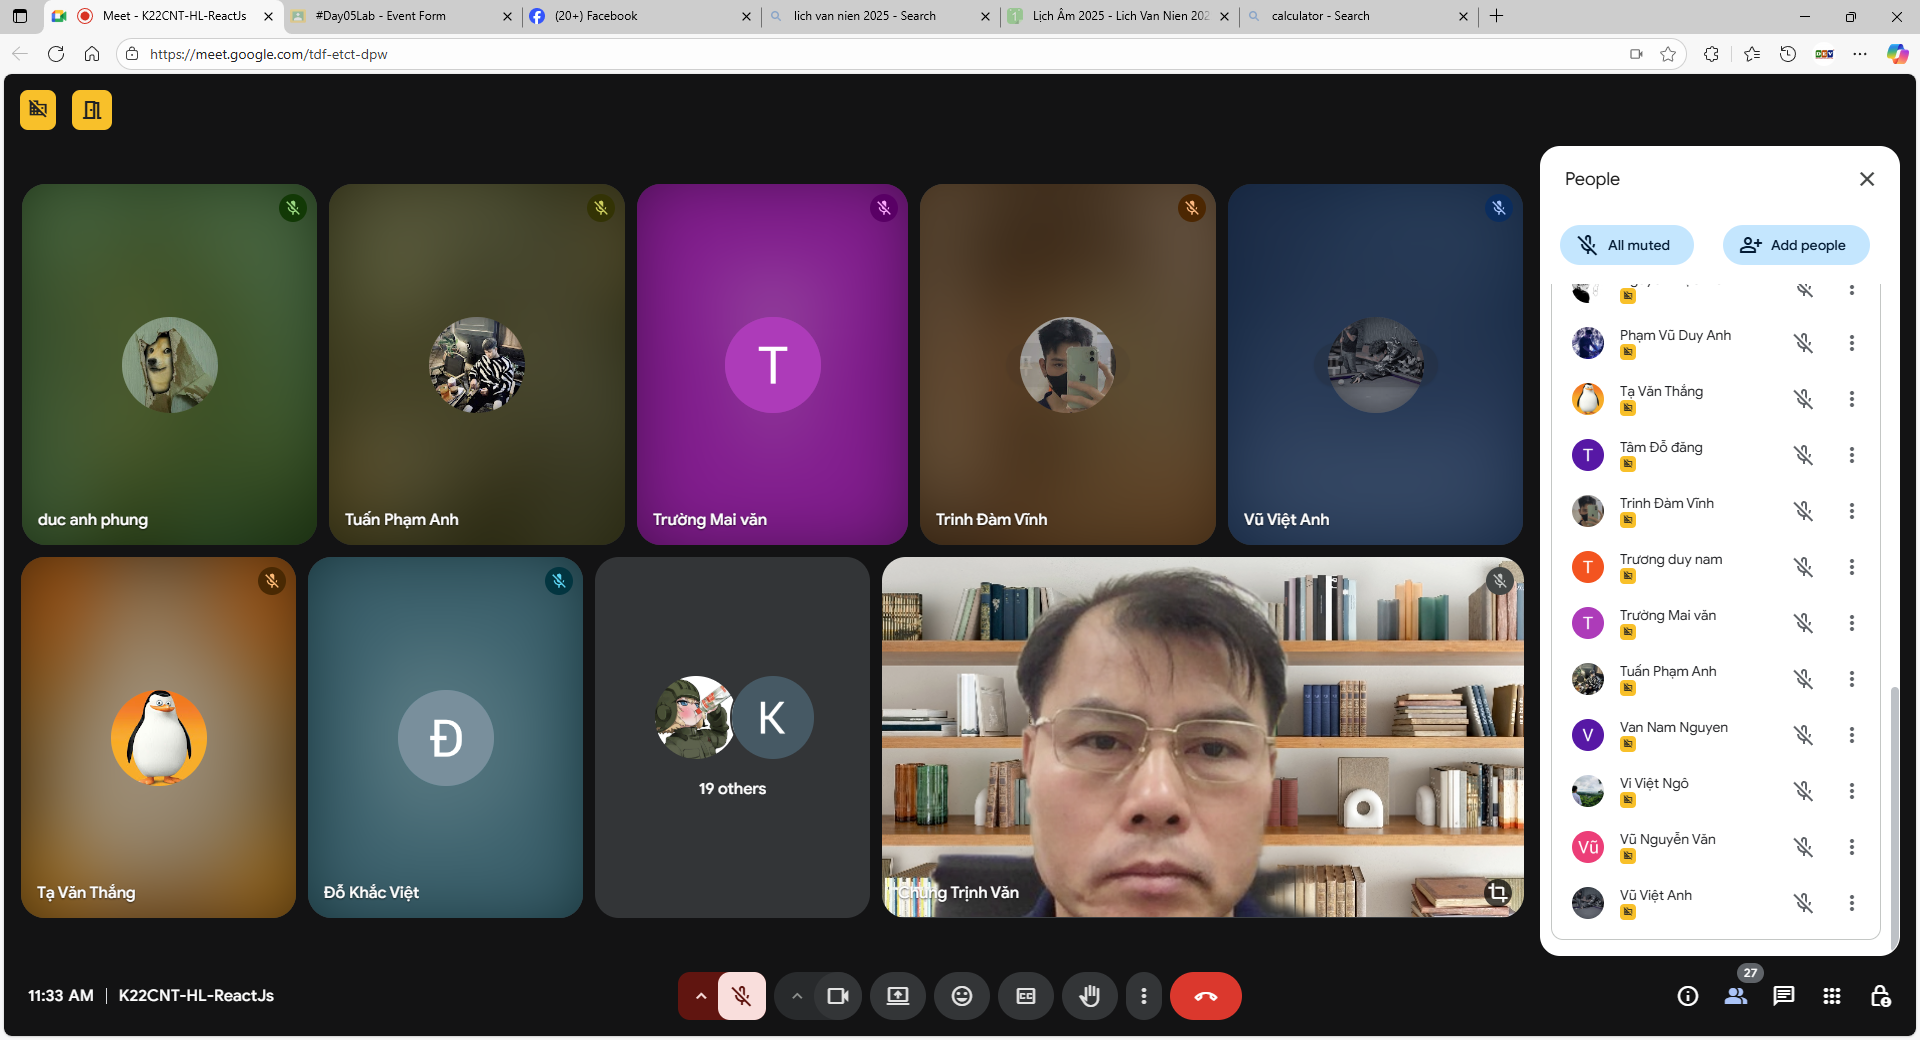 Meet - K22CNT-HL-ReactJs
#Day05Lab - Event Form
(20+) Facebook
lich van nien 2025 - Search
Lịch Âm 2025 - Lich Van Nien 202
calculator - Search
https://meet.google.com/tdf-etct-dpw
duc anh phung
Tuấn Phạm Anh
T
Trường Mai văn
Trinh Đàm Vĩnh
Vũ Việt Anh
Tạ Văn Thắng
Đ
Đỗ Khắc Việt
K
19 others
Chung Trịnh Văn
People
All muted
Add people
Phạm Vũ Duy Anh
Tạ Văn Thắng
T
Tâm Đỗ đăng
Trinh Đàm Vĩnh
T
Trương duy nam
T
Trường Mai văn
Tuấn Phạm Anh
V
Van Nam Nguyen
Vi Việt Ngô
Vũ
Vũ Nguyễn Văn
Vũ Việt Anh
11:33 AM | K22CNT-HL-ReactJs
CC
27